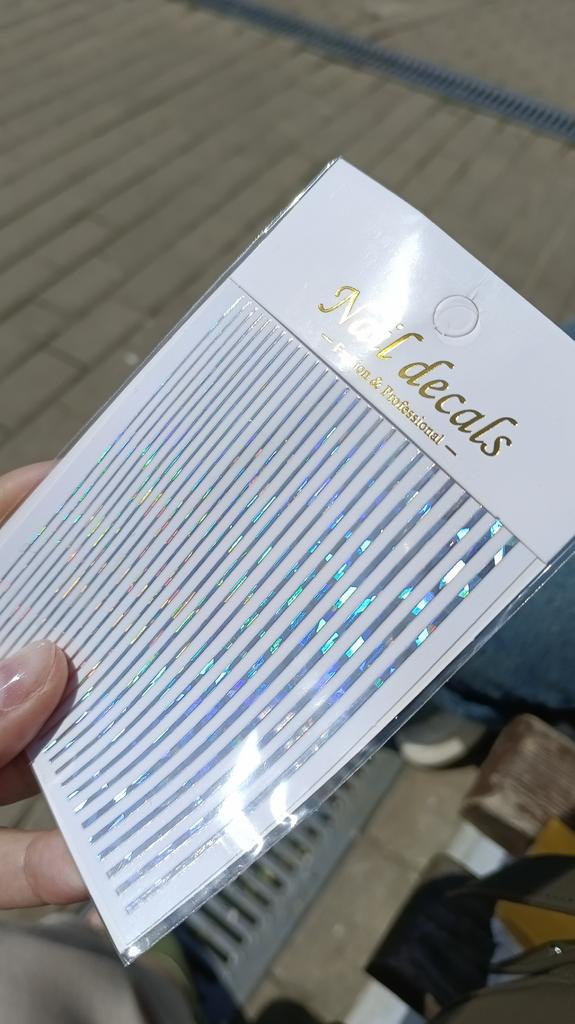 Nail decals
— Fashion & Professional —